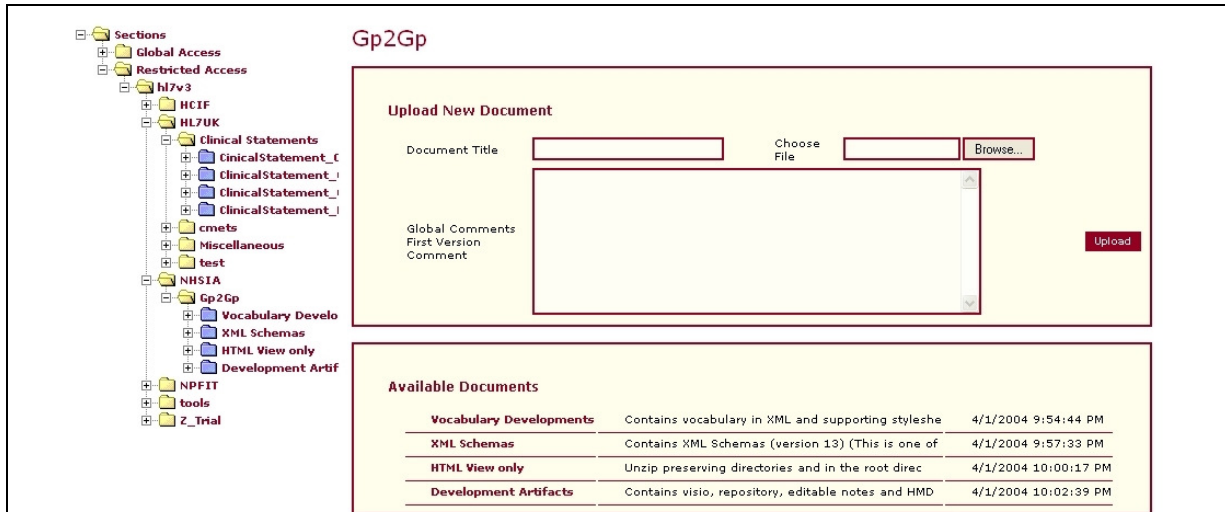 Sections
Global Access
Restricted Access
hl7v3
HCIF
HL7UK
Clinical Statements
CinicalStatement_C
ClinicalStatement_
ClinicalStatement_
ClinicalStatement_
cmets
Miscellaneous
test
NHSIA
Gp2Gp
Vocabulary Develo
XML Schemas
HTML View only
Development Artif
NPFIT
tools
Z_Trial
Gp2Gp
Upload New Document
Document Title
Choose
File
Browse...
Global Comments
First Version
Comment
Upload
Available Documents
Vocabulary Developments Contains vocabulary in XML and supporting styleshe 4/1/2004 9:54:44 PM
XML Schemas Contains XML Schemas (version 13) (This is one of 4/1/2004 9:57:33 PM
HTML View only Unzip preserving directories and in the root direc 4/1/2004 10:00:17 PM
Development Artifacts Contains visio, repository, editable notes and HMD 4/1/2004 10:02:39 PM